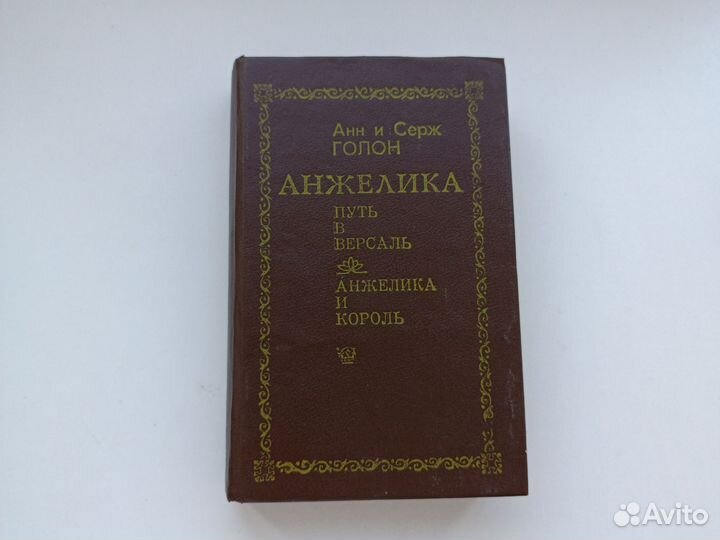 Анн и Серж
ГОЛОН
АНЖЕЛИКА
ПУТЬ
В
ВЕРСАЛЬ
АНЖЕЛИКА
И
КОРОЛЬ
Avito